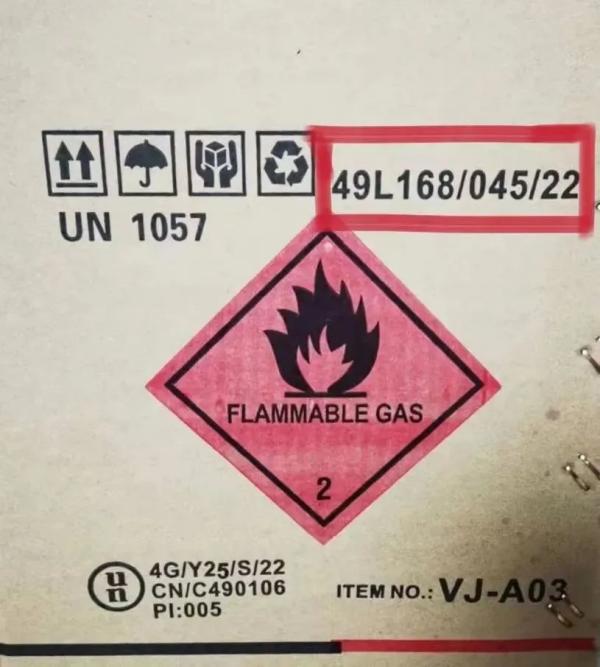 49L168/045/22
UN 1057
FLAMMABLE GAS
2
un
4G/Y25/S/22
CN/C490106
PI:005
ITEM NO.: VJ-A03